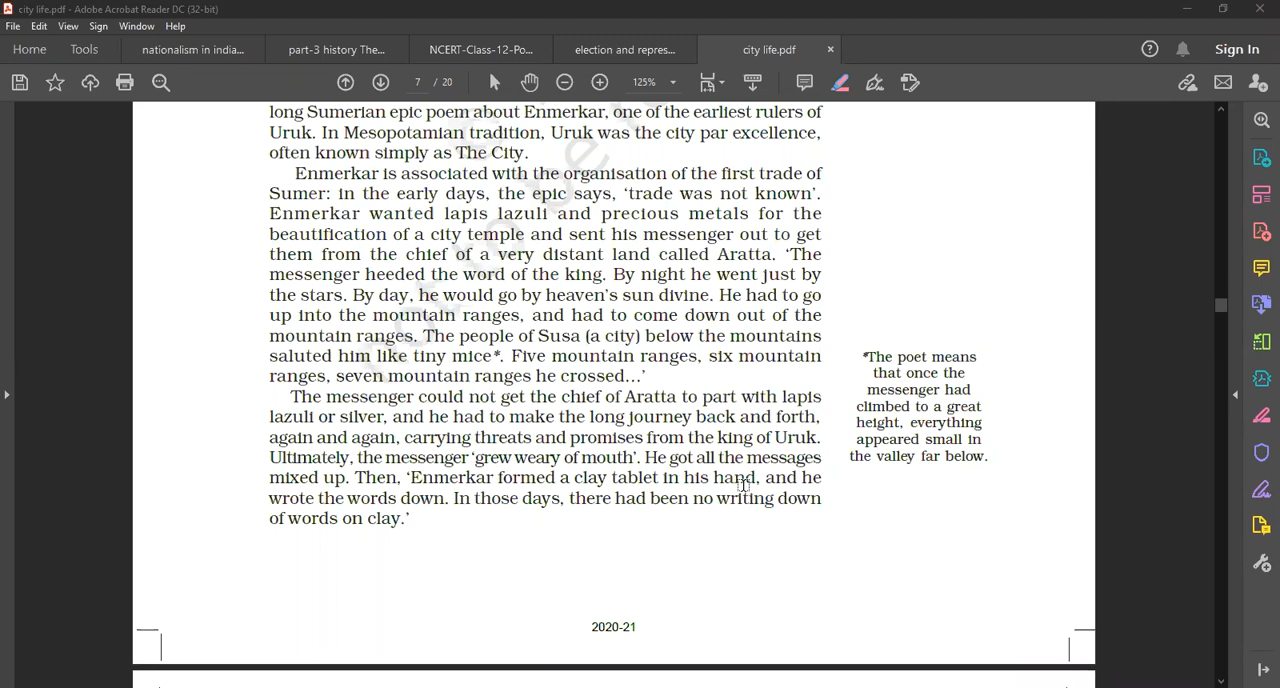 city life.pdf - Adobe Acrobat Reader DC (32-bit)
File Edit View Sign Window Help
Home Tools nationalism in india... part-3 history The... NCERT-Class-12-Po... election and repres... city life.pdf × Sign In
7 / 20 125%
long Sumerian epic poem about Enmerkar, one of the earliest rulers of
Uruk. In Mesopotamian tradition, Uruk was the city par excellence,
often known simply as The City.
Enmerkar is associated with the organisation of the first trade of
Sumer: in the early days, the epic says, ‘trade was not known’.
Enmerkar wanted lapis lazuli and precious metals for the
beautification of a city temple and sent his messenger out to get
them from the chief of a very distant land called Aratta. ‘The
messenger heeded the word of the king. By night he went just by
the stars. By day, he would go by heaven’s sun divine. He had to go
up into the mountain ranges, and had to come down out of the
mountain ranges. The people of Susa (a city) below the mountains
saluted him like tiny mice*. Five mountain ranges, six mountain
ranges, seven mountain ranges he crossed...’
The messenger could not get the chief of Aratta to part with lapis
lazuli or silver, and he had to make the long journey back and forth,
again and again, carrying threats and promises from the king of Uruk.
Ultimately, the messenger ‘grew weary of mouth’. He got all the messages
mixed up. Then, ‘Enmerkar formed a clay tablet in his hand, and he
wrote the words down. In those days, there had been no writing down
of words on clay.’
*The poet means
that once the
messenger had
climbed to a great
height, everything
appeared small in
the valley far below.
2020-21